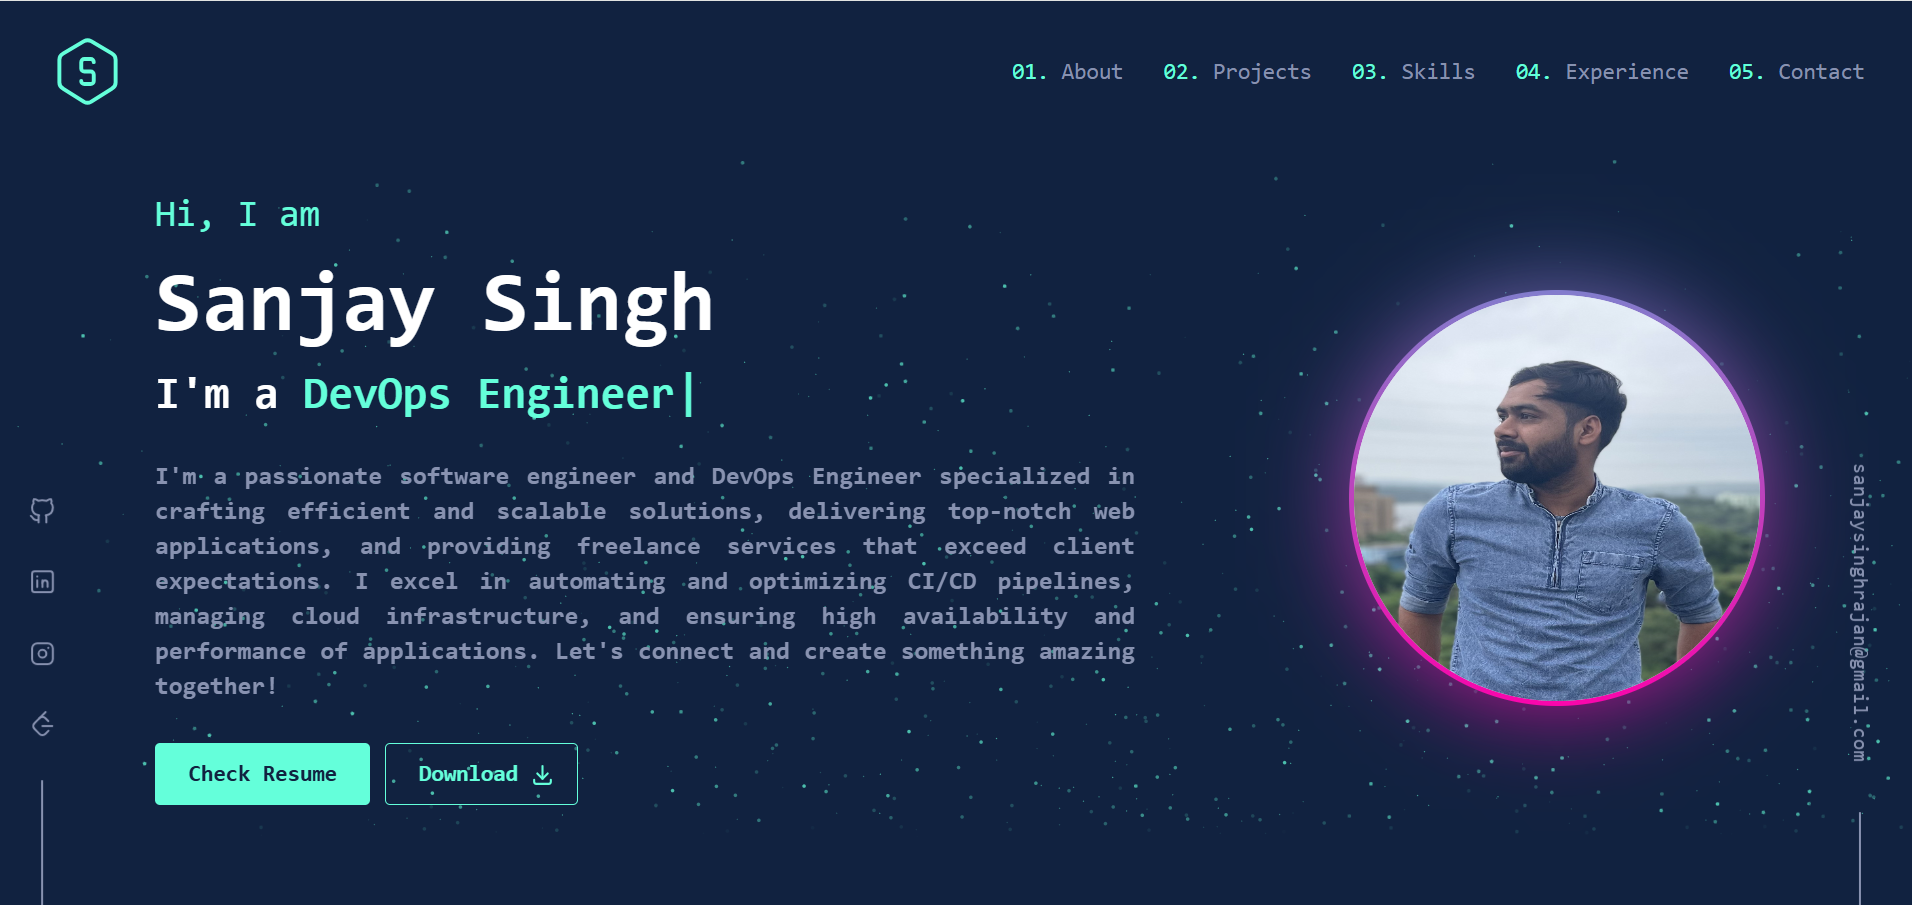 S
01. About 02. Projects 03. Skills 04. Experience 05. Contact
Hi, I am
Sanjay Singh
I'm a DevOps Engineer|
I'm a passionate software engineer and DevOps Engineer specialized in
crafting efficient and scalable solutions, delivering top-notch web
applications, and providing freelance services that exceed client
expectations. I excel in automating and optimizing CI/CD pipelines,
managing cloud infrastructure, and ensuring high availability and
performance of applications. Let's connect and create something amazing
together!
Check Resume Download
sanjaysinghrajan@gmail.com